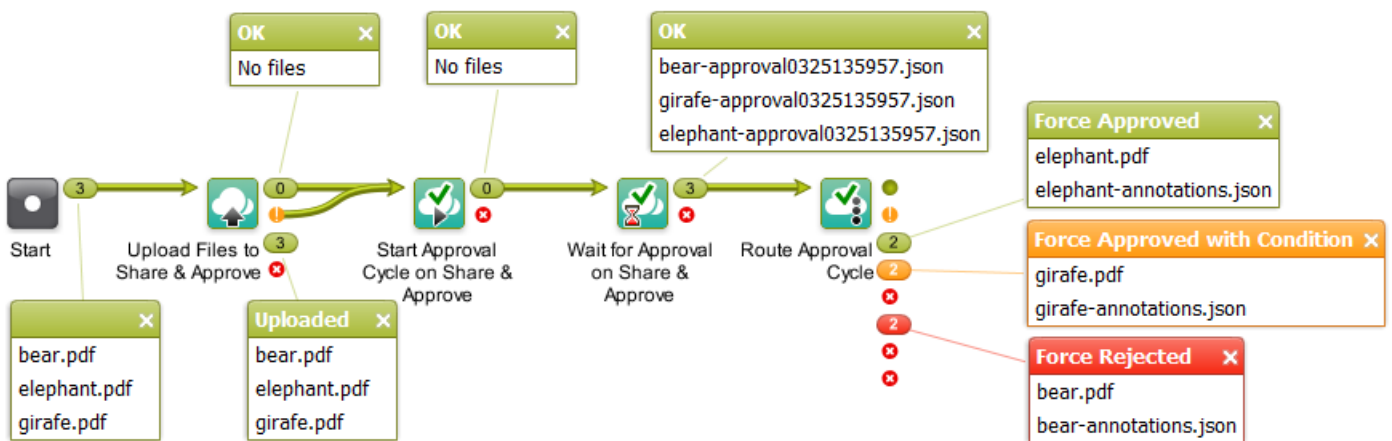 OK ×
No files
OK ×
No files
OK ×
bear-approval0325135957.json
girafe-approval0325135957.json
elephant-approval0325135957.json
Force Approved ×
elephant.pdf
elephant-annotations.json
3
0
!
3
0
3
!
2
2
2
Start
Upload Files to
Share & Approve
Start Approval
Cycle on Share &
Approve
Wait for Approval
on Share &
Approve
Route Approval
Cycle
Force Approved with Condition ×
girafe.pdf
girafe-annotations.json
×
bear.pdf
elephant.pdf
girafe.pdf
Uploaded ×
bear.pdf
elephant.pdf
girafe.pdf
Force Rejected ×
bear.pdf
bear-annotations.json